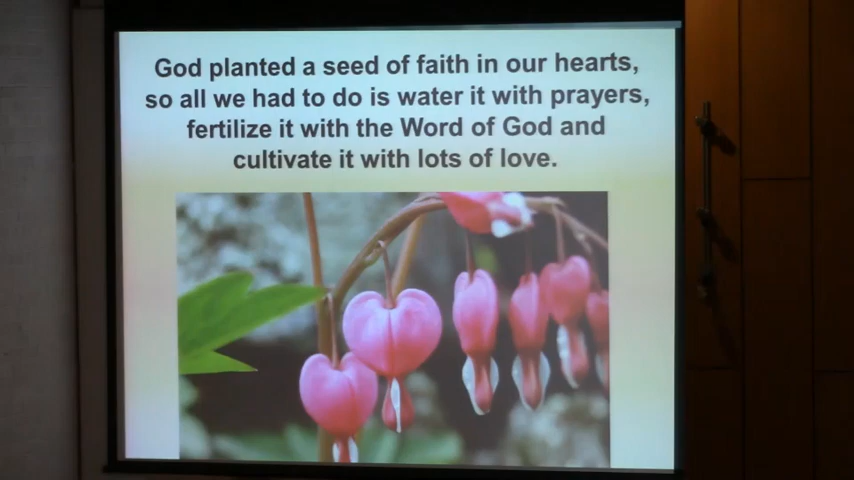 God planted a seed of faith in our hearts,
so all we had to do is water it with prayers,
fertilize it with the Word of God and
cultivate it with lots of love.